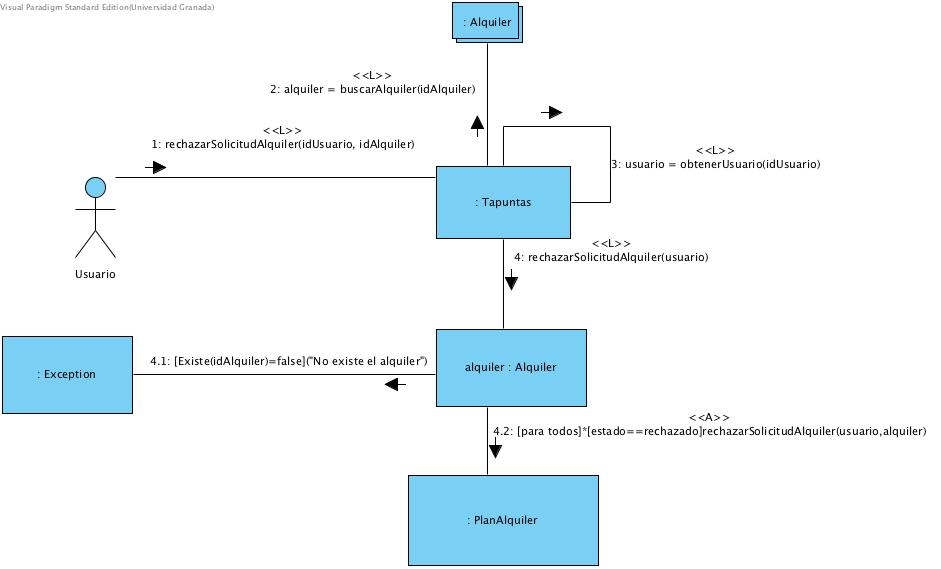 Visual Paradigm Standard Edition(Universidad Granada)
: Alquiler
<<L>>
2: alquiler = buscarAlquiler(idAlquiler)
<<L>>
1: rechazarSolicitudAlquiler(idUsuario, idAlquiler)
<<L>>
3: usuario = obtenerUsuario(idUsuario)
: Tapuntas
Usuario
<<L>>
4: rechazarSolicitudAlquiler(usuario)
4.1: [Existe(idAlquiler)=false]("No existe el alquiler")
: Exception
alquiler : Alquiler
<<A>>
4.2: [para todos]*[estado==rechazado]rechazarSolicitudAlquiler(usuario,alquiler)
: PlanAlquiler